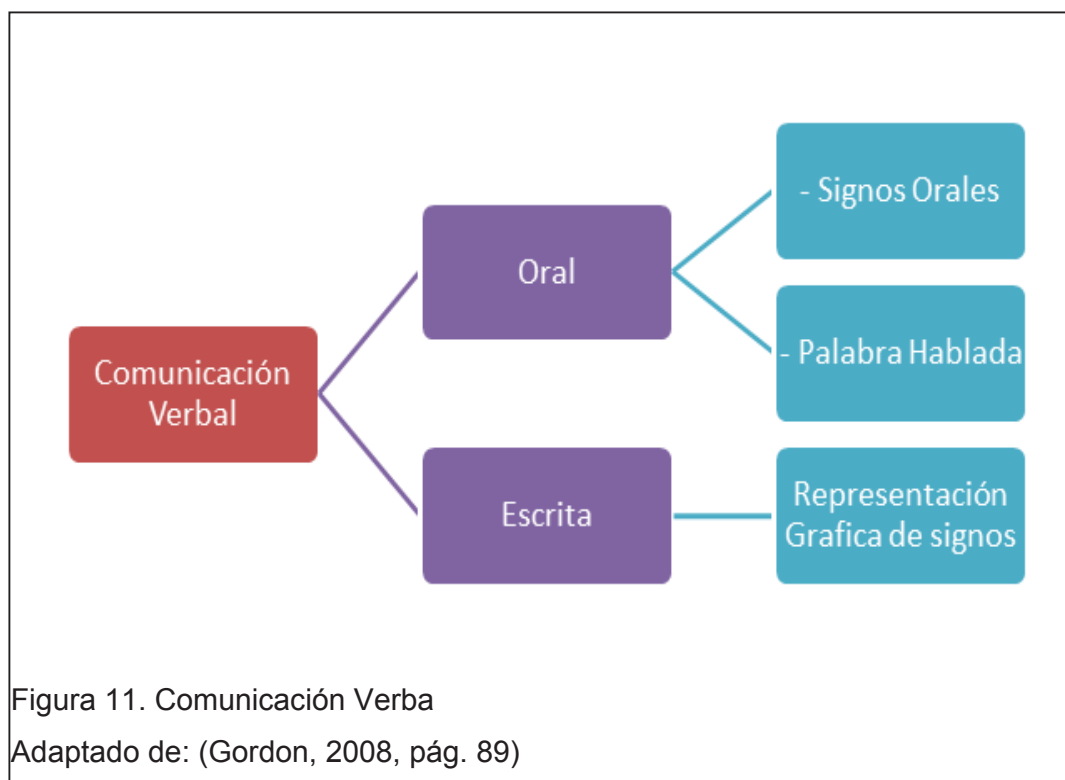 - Signos Orales
Oral
- Palabra Hablada
Comunicación
Verbal
Escrita
Representación
Grafica de signos
Figura 11. Comunicación Verba
Adaptado de: (Gordon, 2008, pág. 89)